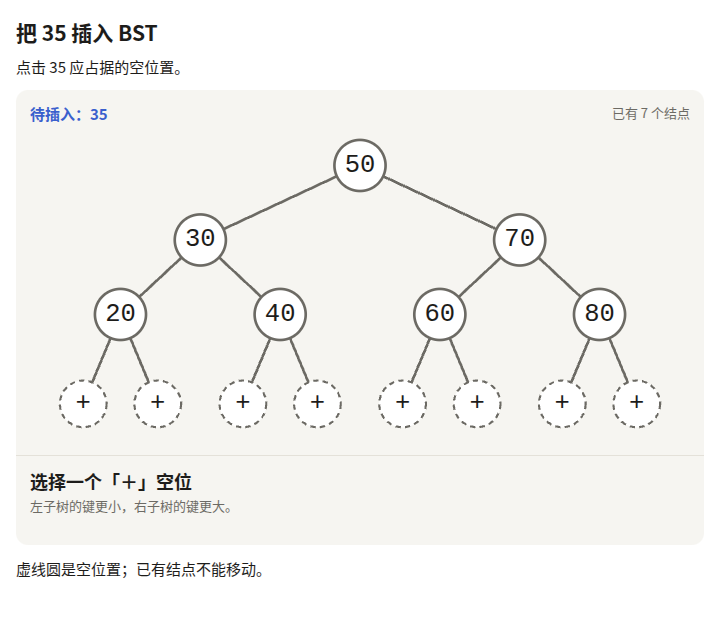 把 35 插入 BST
点击 35 应占据的空位置。
待插入：35
已有 7 个结点
50
30
70
20
40
60
80
+
+
+
+
+
+
+
+
选择一个「＋」空位
左子树的键更小，右子树的键更大。
虚线圆是空位置；已有结点不能移动。